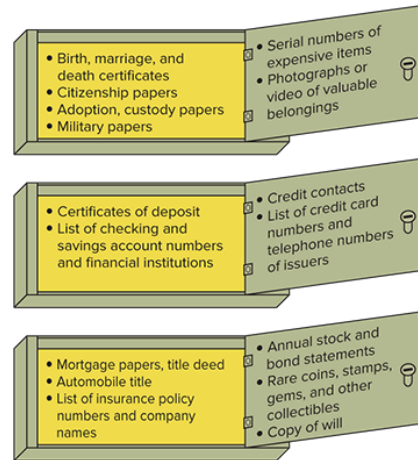 • Birth, marriage, and
death certificates
• Citizenship papers
• Adoption, custody papers
• Military papers
• Serial numbers of
expensive items
• Photographs or
video of valuable
belongings
• Certificates of deposit
• List of checking and
savings account numbers
and financial institutions
• Credit contacts
• List of credit card
numbers and
telephone numbers
of issuers
• Mortgage papers, title deed
• Automobile title
• List of insurance policy
numbers and company
names
• Annual stock and
bond statements
• Rare coins, stamps,
gems, and other
collectibles
• Copy of will